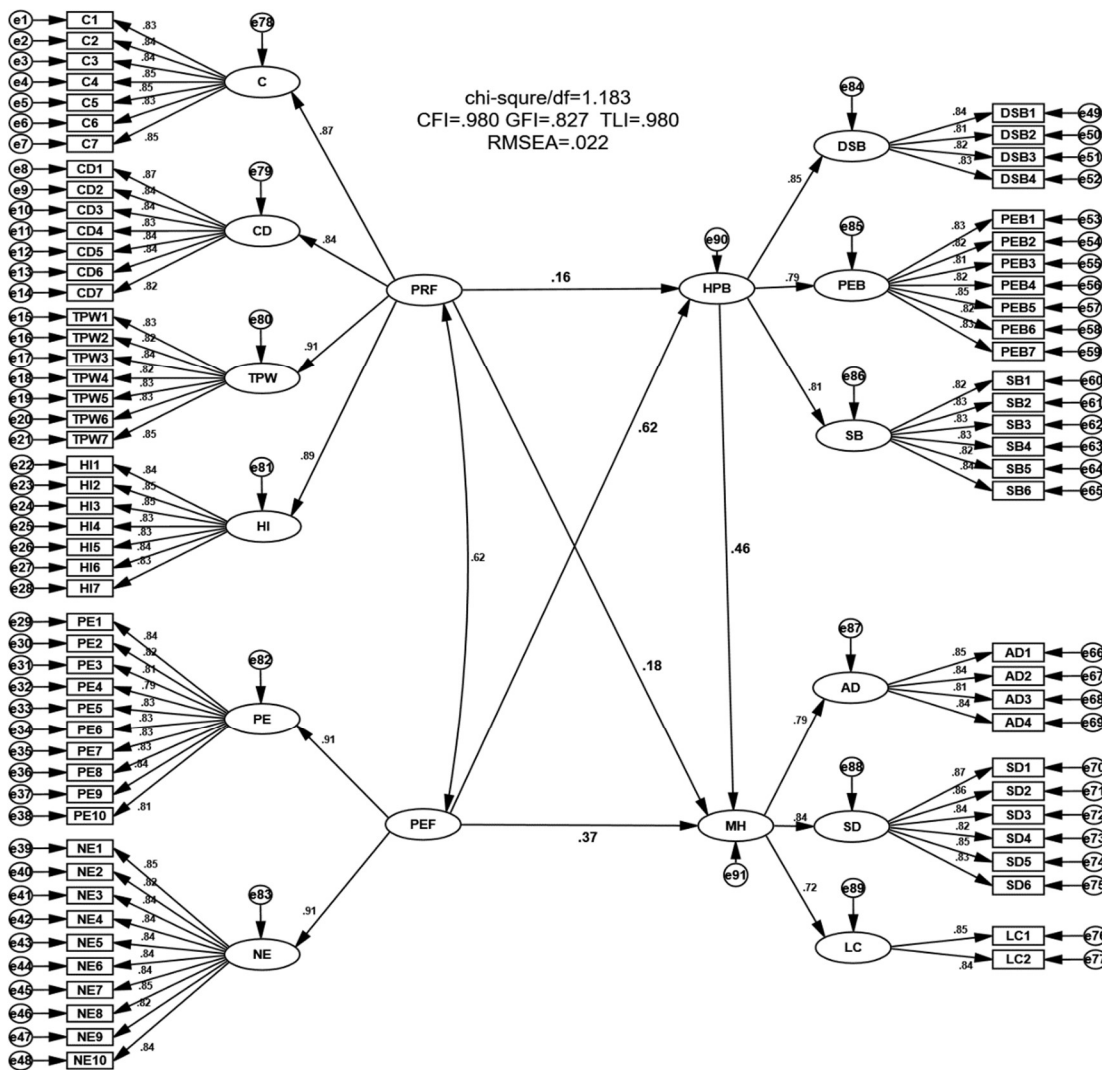 chi-squre/df=1.183
CFI=.980 GFI=.827 TLI=.980
RMSEA=.022
e1 C1 .83
e2 C2 .84
e3 C3 .84
e4 C4 .85
e5 C5 .85
e6 C6 .83
e7 C7 .85
e78
C
.87
e8 CD1 .87
e9 CD2 .84
e10 CD3 .84
e11 CD4 .83
e12 CD5 .84
e13 CD6 .84
e14 CD7 .82
e79
CD
.84
e15 TPW1 .83
e16 TPW2 .82
e17 TPW3 .84
e18 TPW4 .82
e19 TPW5 .83
e20 TPW6 .83
e21 TPW7 .85
e80
TPW
.91
e22 HI1 .84
e23 HI2 .85
e24 HI3 .85
e25 HI4 .83
e26 HI5 .83
e27 HI6 .84
e28 HI7 .83
e81
HI
.89
e29 PE1 .84
e30 PE2 .82
e31 PE3 .81
e32 PE4 .79
e33 PE5 .83
e34 PE6 .83
e35 PE7 .83
e36 PE8 .84
e37 PE9
e38 PE10 .81
e82
PE
.91
e39 NE1 .85
e40 NE2 .82
e41 NE3 .84
e42 NE4 .84
e43 NE5 .84
e44 NE6 .84
e45 NE7 .84
e46 NE8 .85
e47 NE9 .82
e48 NE10 .84
e83
NE
.91
PRF
PEF
.62
.16
.62
.18
.37
.46
e90
HPB
MH
e91
.85
e84
DSB
.84 DSB1 e49
.81 DSB2 e50
.82 DSB3 e51
.83 DSB4 e52
.79
e85
PEB
.83 PEB1 e53
.82 PEB2 e54
.81 PEB3 e55
.82 PEB4 e56
.85 PEB5 e57
.82 PEB6 e58
.83 PEB7 e59
.81
e86
SB
.82 SB1 e60
.83 SB2 e61
.83 SB3 e62
.83 SB4 e63
.82 SB5 e64
.84 SB6 e65
.79
e87
AD
.85 AD1 e66
.84 AD2 e67
.81 AD3 e68
.84 AD4 e69
.84
e88
SD
.87 SD1 e70
.86 SD2 e71
.84 SD3 e72
.82 SD4 e73
.85 SD5 e74
.83 SD6 e75
.72
e89
LC
.85 LC1 e76
.84 LC2 e77